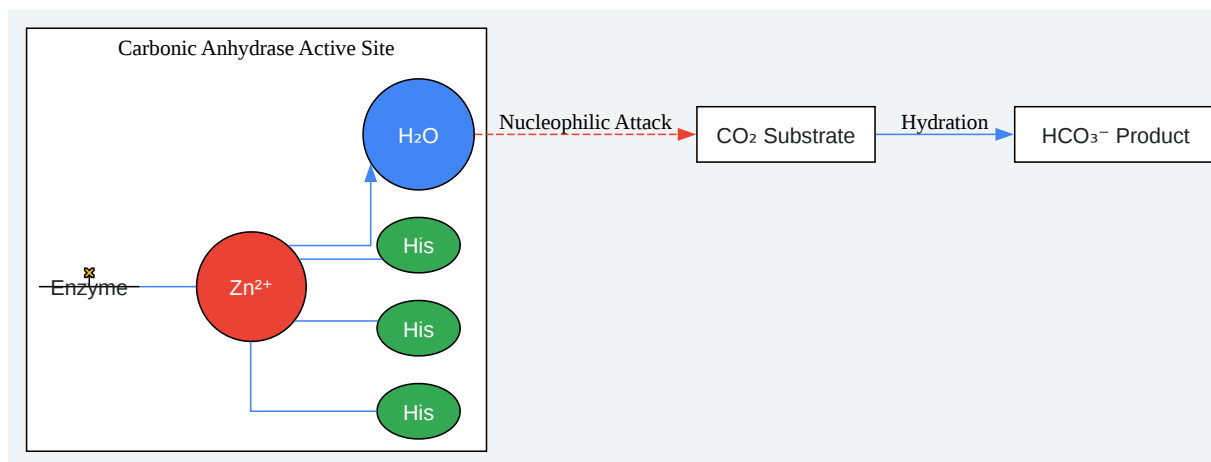 Carbonic Anhydrase Active Site
H₂O
Nucleophilic Attack
CO₂ Substrate
Hydration
HCO₃⁻ Product
His
Enzyme
Zn²⁺
His
His